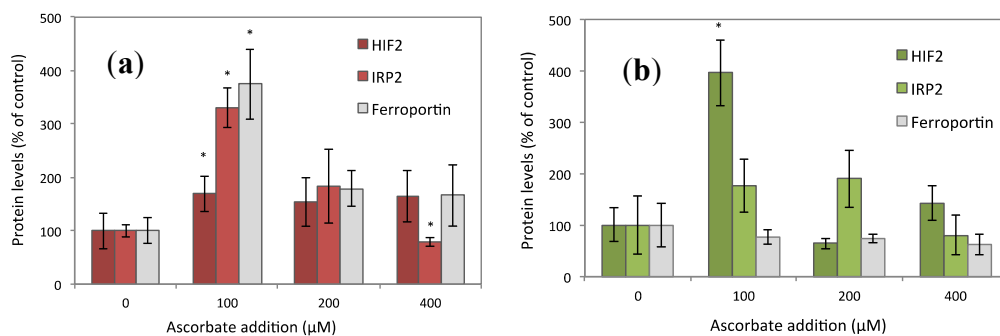 (a)
Protein levels (% of control)
500
400
300
200
100
0
* * *
*
HIF2
IRP2
Ferroportin
0 100 200 400
Ascorbate addition (µM)
(b)
Protein levels (% of control)
500
400
300
200
100
0
*
HIF2
IRP2
Ferroportin
0 100 200 400
Ascorbate addition (µM)